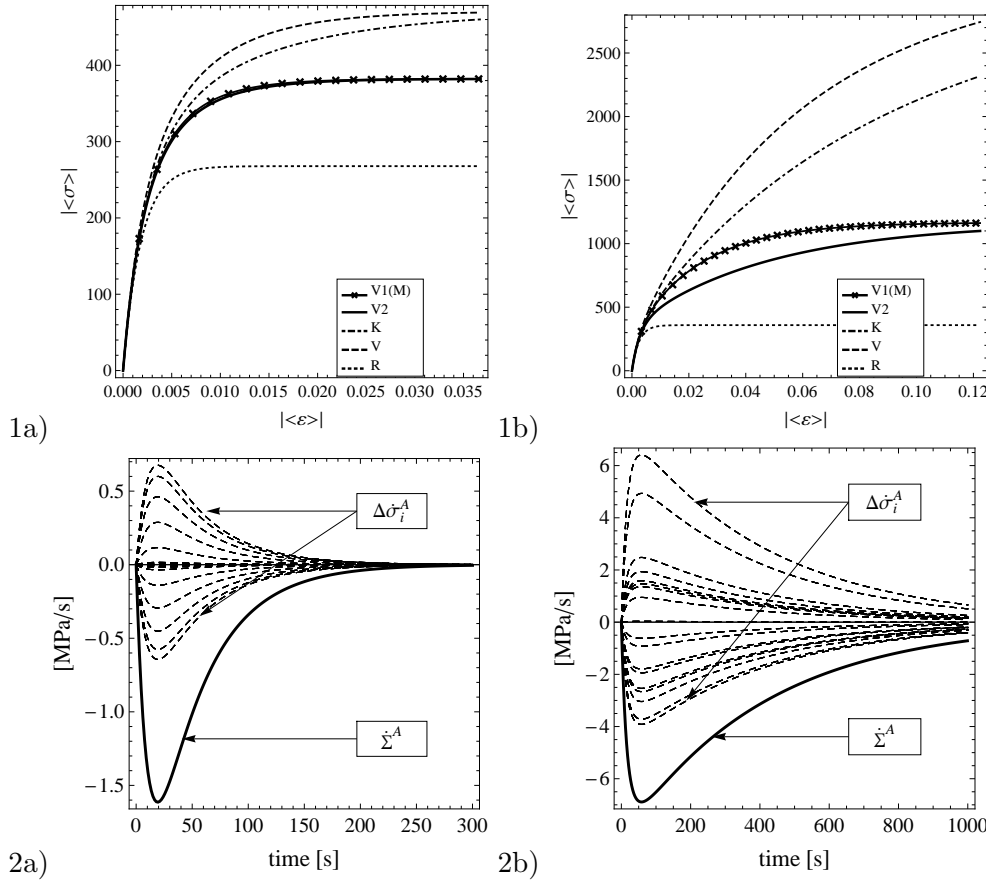 1a)
|<σ>|
400
300
200
100
0
0.000 0.005 0.010 0.015 0.020 0.025 0.030 0.035
|<ε>|
V1(M)
V2
K
V
R
1b)
|<σ>|
2500
2000
1500
1000
500
0
0.00 0.02 0.04 0.06 0.08 0.10 0.12
|<ε>|
V1(M)
V2
K
V
R
2a)
[MPa/s]
0.5
0.0
−0.5
−1.0
−1.5
0 50 100 150 200 250 300
time [s]
Δσ̇ᵢᴬ
Σ̇ᴬ
2b)
[MPa/s]
6
4
2
0
−2
−4
−6
0 200 400 600 800 1000
time [s]
Δσ̇ᵢᴬ
Σ̇ᴬ